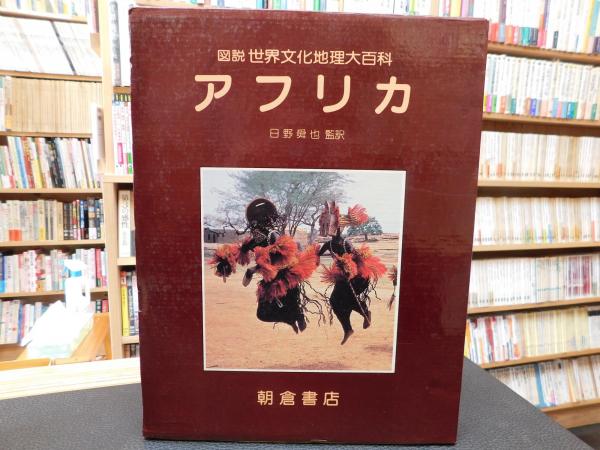 図説 世界文化地理大百科
アフリカ
日野舜也 監訳
朝倉書店